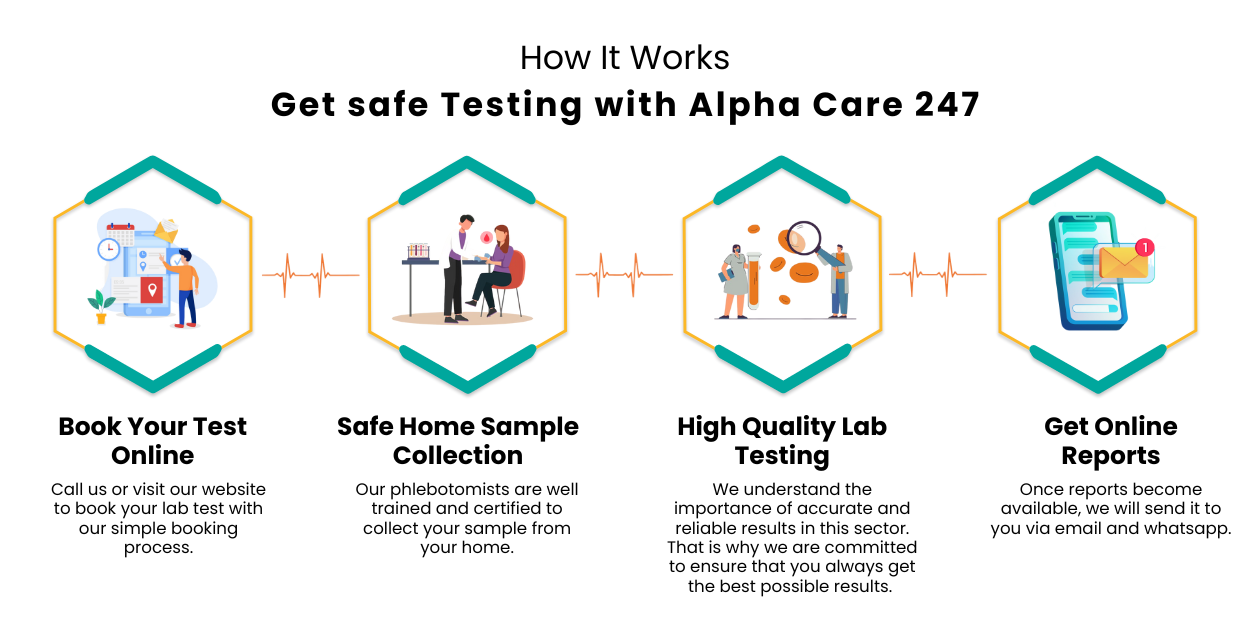 How It Works
Get safe Testing with Alpha Care 247
1
Book Your Test
Online
Call us or visit our website
to book your lab test with
our simple booking
process.
Safe Home Sample
Collection
Our phlebotomists are well
trained and certified to
collect your sample from
your home.
High Quality Lab
Testing
We understand the
importance of accurate and
reliable results in this sector.
That is why we are committed
to ensure that you always get
the best possible results.
Get Online
Reports
Once reports become
available, we will send it to
you via email and whatsapp.